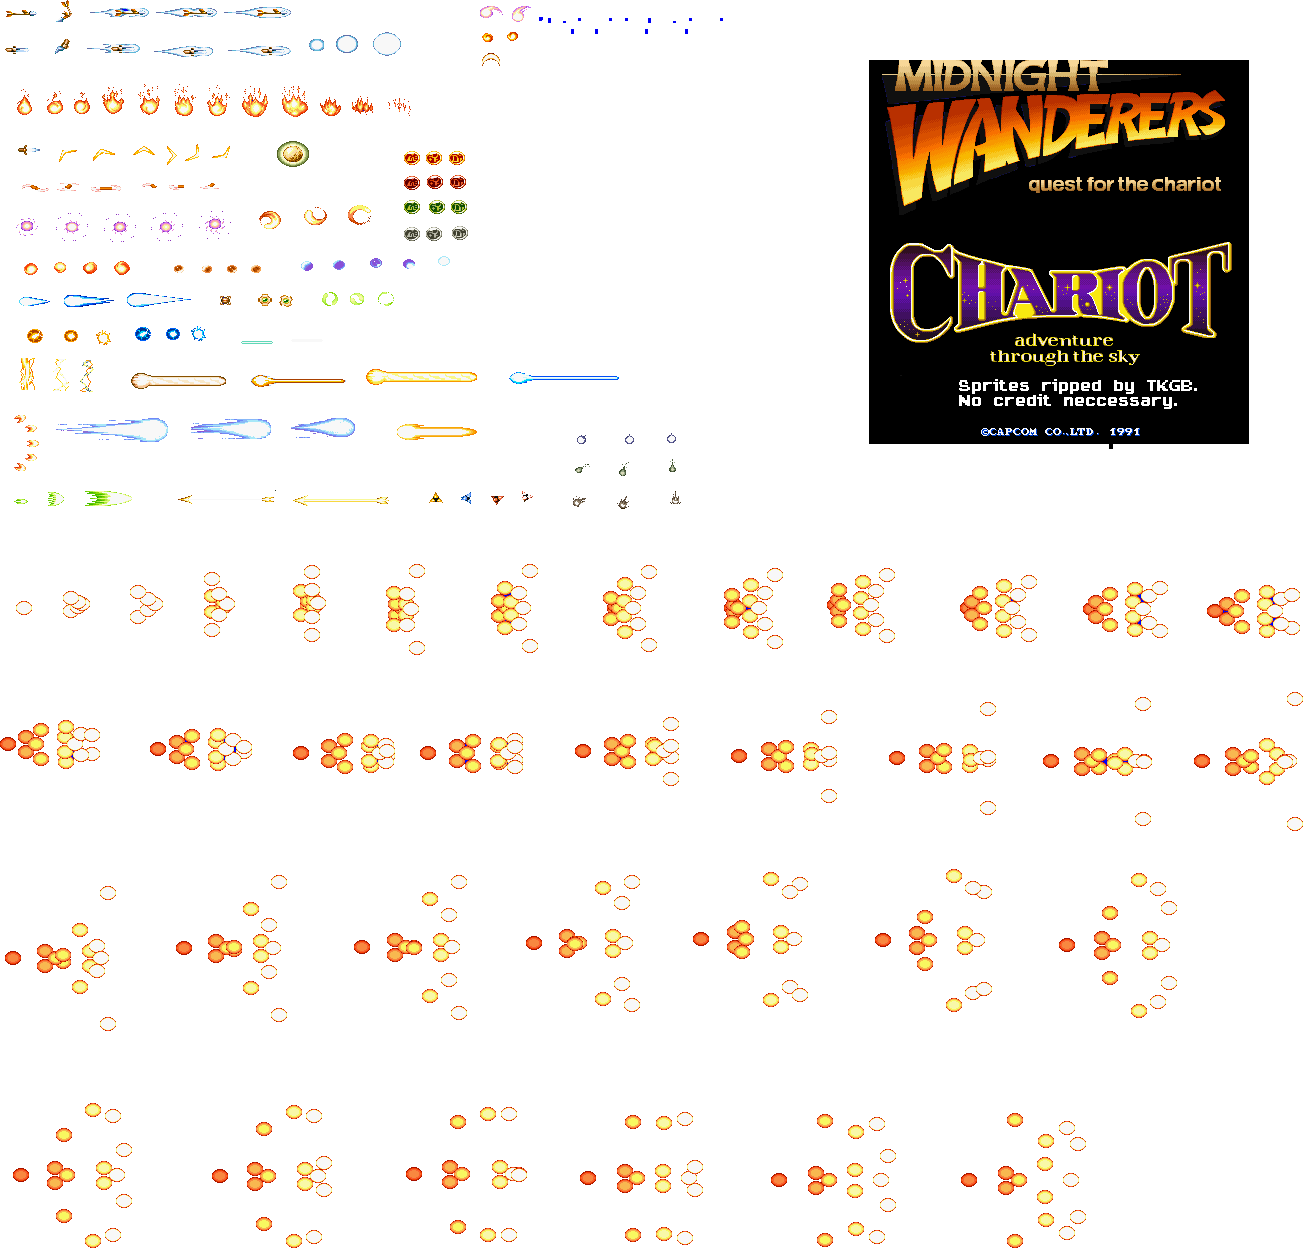 MIDNIGHT
WANDERERS
quest for the Chariot
CHARIOT
adventure
through the sky
Sprites ripped by TKGB.
No credit neccessary.
©CAPCOM CO.,LTD. 1991